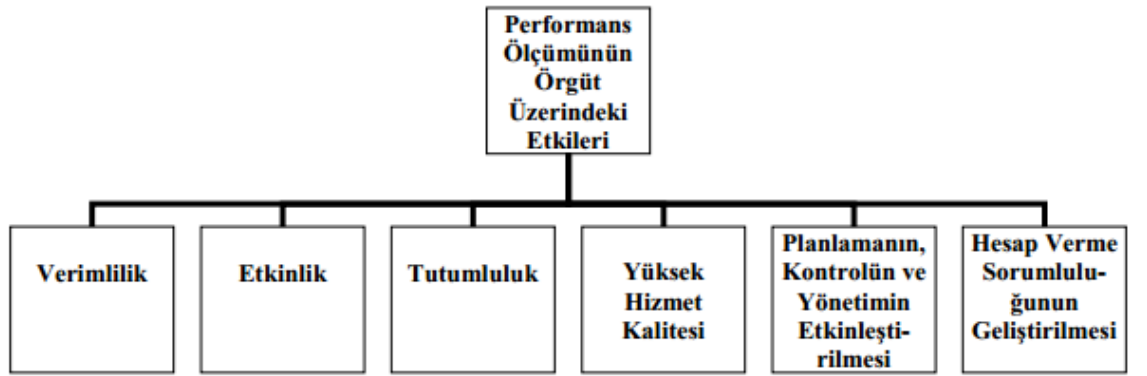 Performans
Ölçümünün
Örgüt
Üzerindeki
Etkileri
Verimlilik
Etkinlik
Tutumluluk
Yüksek
Hizmet
Kalitesi
Planlamanın,
Kontrolün ve
Yönetimin
Etkinleşti-
rilmesi
Hesap Verme
Sorumlulu-
ğunun
Geliştirilmesi